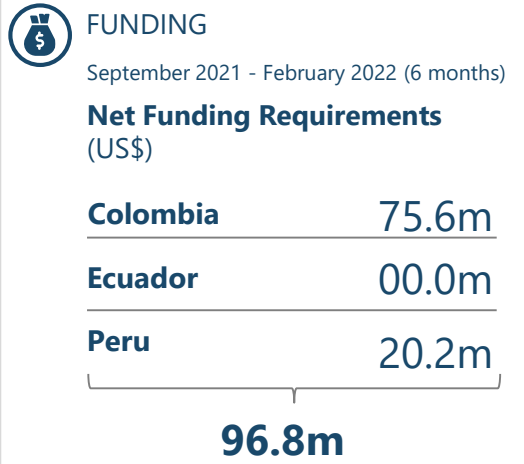 $
FUNDING
September 2021 - February 2022 (6 months)
Net Funding Requirements
(US$)
Colombia 75.6m
Ecuador 00.0m
Peru 20.2m
96.8m